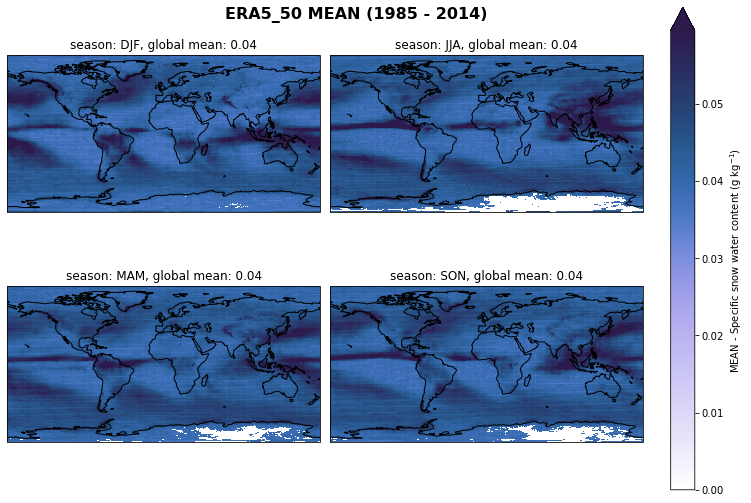 ERA5_50 MEAN (1985 - 2014)
season: DJF, global mean: 0.04
season: JJA, global mean: 0.04
season: MAM, global mean: 0.04
season: SON, global mean: 0.04
0.05
0.04
0.03
0.02
0.01
0.00
MEAN - Specific snow water content (g kg⁻¹)